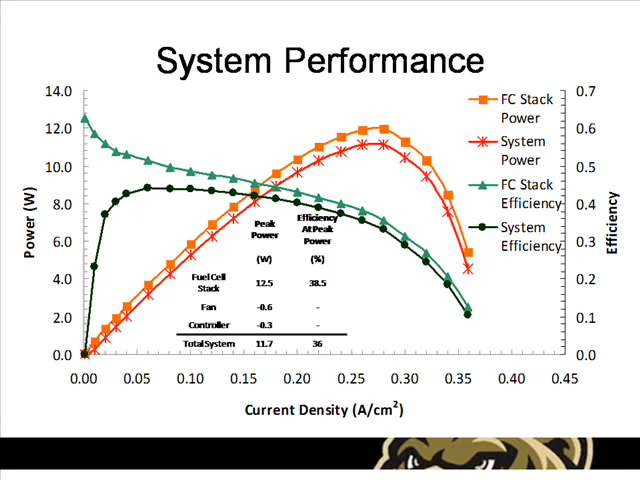 System Performance
14.0
12.0
10.0
8.0
6.0
4.0
2.0
0.0
Power (W)
0.7
0.6
0.5
0.4
0.3
0.2
0.1
0.0
Efficiency
FC Stack
Power
System
Power
FC Stack
Efficiency
System
Efficiency
Peak Power Efficiency At Peak Power
(W) (%)
Fuel Cell Stack 12.5 38.5
Fan -0.6 -
Controller -0.3 -
Total System 11.7 36
0.00 0.05 0.10 0.15 0.20 0.25 0.30 0.35 0.40 0.45
Current Density (A/cm²)